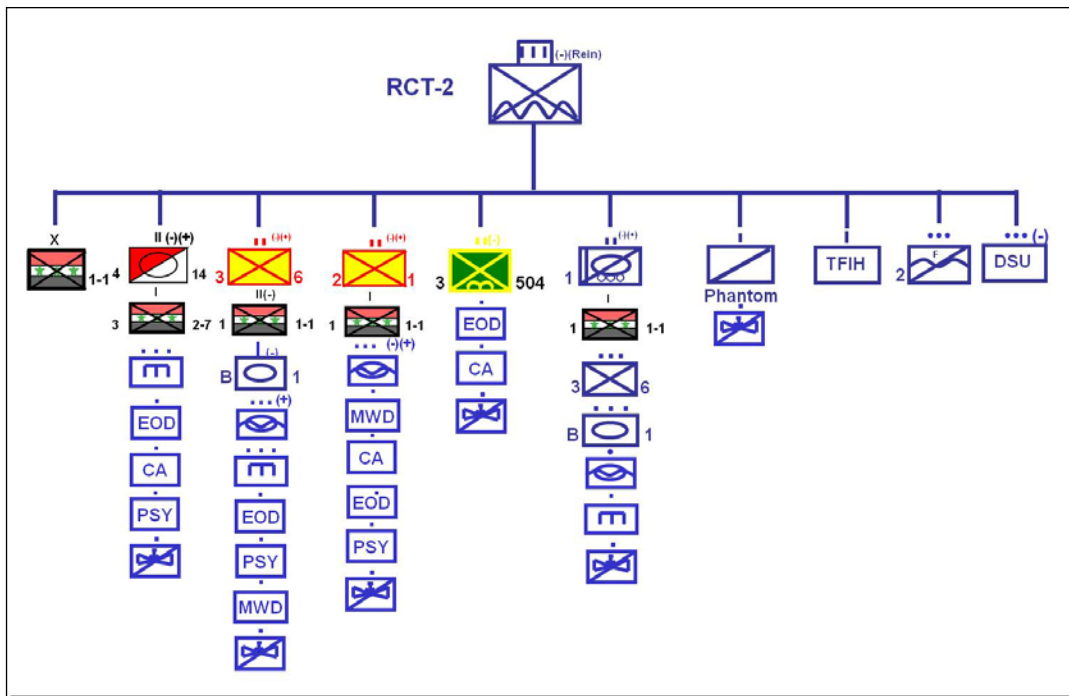 (-)(Rein)
RCT-2
X
1-1
II (-)(+)
4 14
I
3 2-7
EOD
CA
PSY
(-)(+)
3 6
II(-)
1 1-1
(-)
B 1
(+)
EOD
PSY
MWD
(-)(+)
2 1
I
1 1-1
(-)(+)
MWD
CA
EOD
PSY
II(-)
3 504
EOD
CA
(-)(+)
1
I
1 1-1
3 6
B 1
I
Phantom
I
TFIH
F
2
(-)
DSU